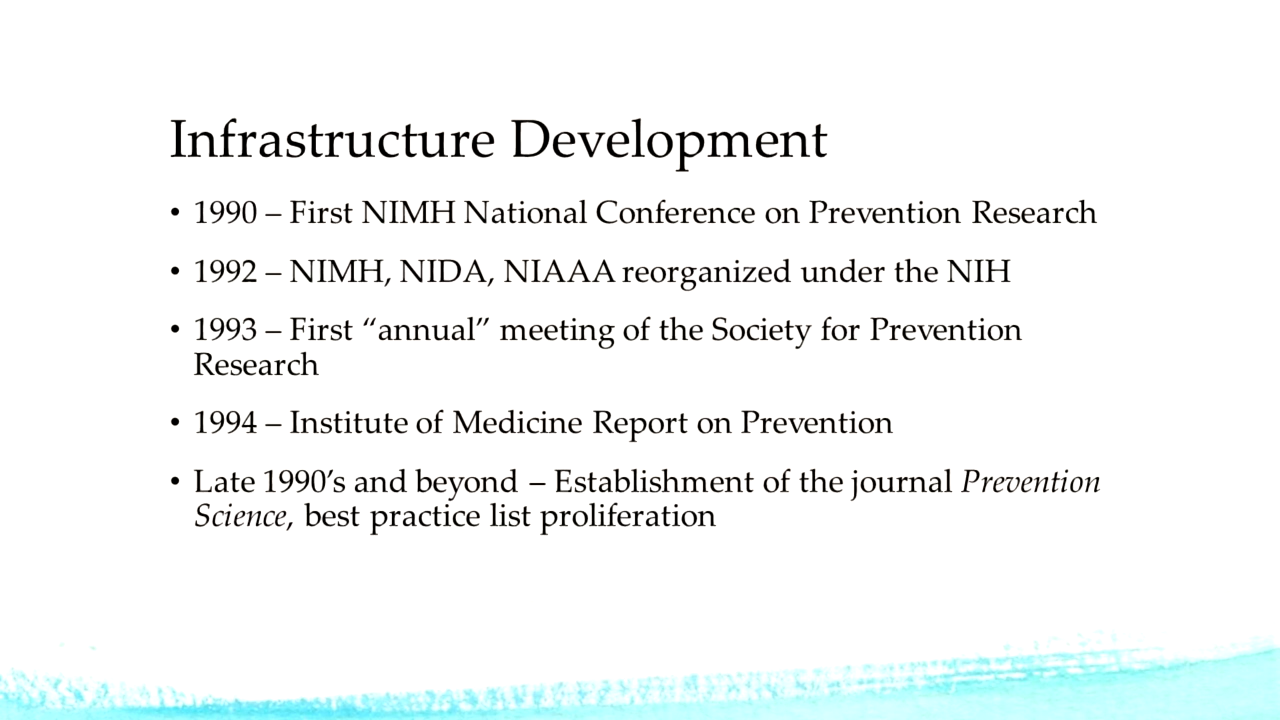 Infrastructure Development
• 1990 – First NIMH National Conference on Prevention Research
• 1992 – NIMH, NIDA, NIAAA reorganized under the NIH
• 1993 – First “annual” meeting of the Society for Prevention
Research
• 1994 – Institute of Medicine Report on Prevention
• Late 1990’s and beyond – Establishment of the journal Prevention
Science, best practice list proliferation